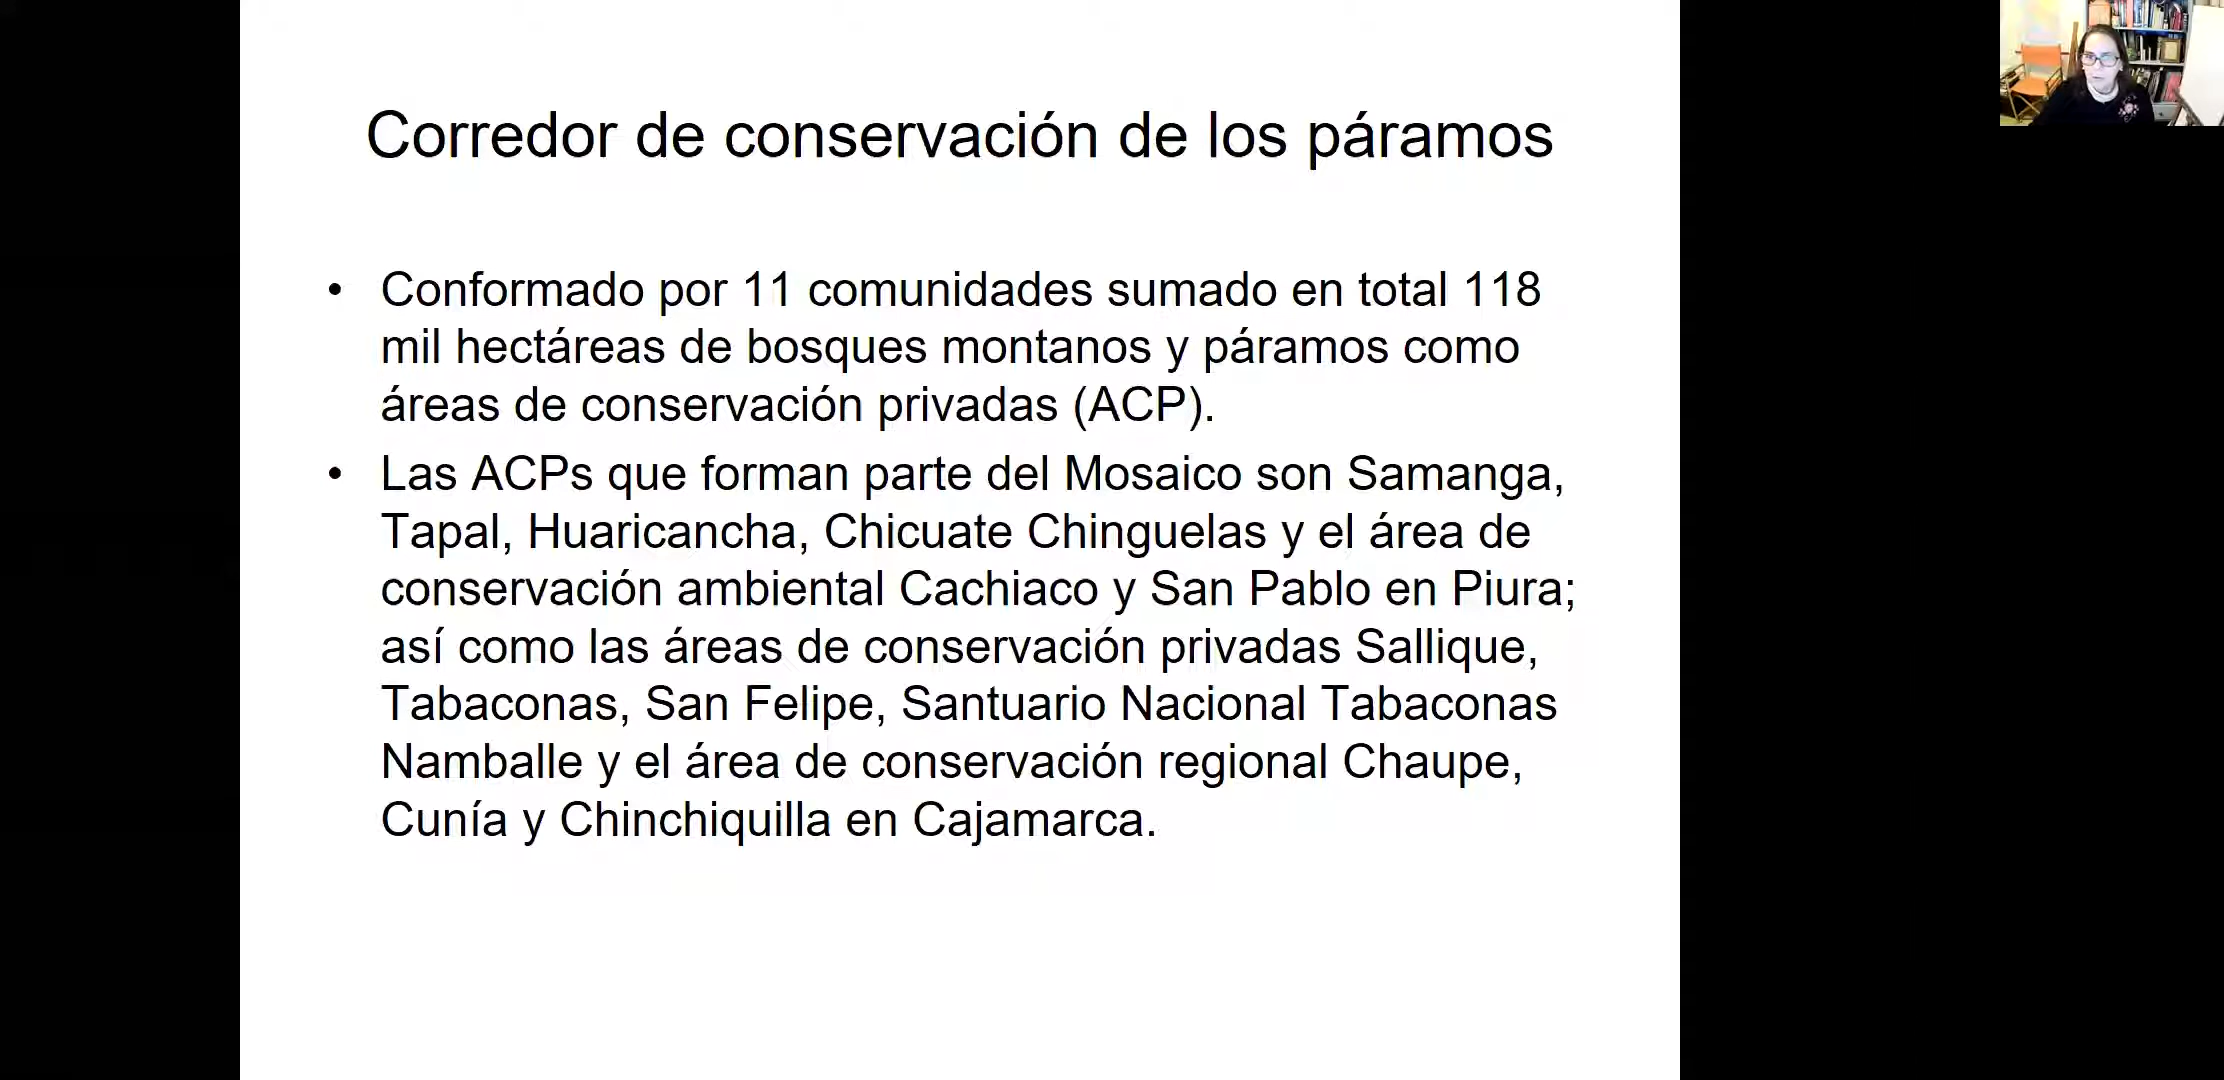 Corredor de conservación de los páramos
• Conformado por 11 comunidades sumado en total 118
mil hectáreas de bosques montanos y páramos como
áreas de conservación privadas (ACP).
• Las ACPs que forman parte del Mosaico son Samanga,
Tapal, Huaricancha, Chicuate Chinguelas y el área de
conservación ambiental Cachiaco y San Pablo en Piura;
así como las áreas de conservación privadas Sallique,
Tabaconas, San Felipe, Santuario Nacional Tabaconas
Namballe y el área de conservación regional Chaupe,
Cunía y Chinchiquilla en Cajamarca.